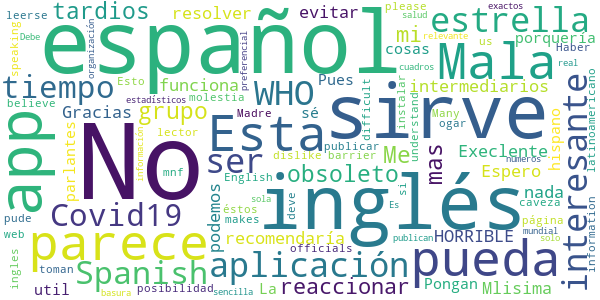 leerse tardios resolver evitar please salud exactos
speaking español mi us estrella relevante
Debe organización preferencial cosas porquería
tiempo Esto funciona Pues cuadros Mala Haber real
believe estadísticos molestia WHO sé intermediarios
Gracias grupo sirve
app No Madre publicar difficult instalar understand Many ogar hispano latinoamericano interesante
parlantes lector Esta dislike barrier Me mas Execlente
información mnf English ser obsoleto si Espero nada
pude Covid19 sola deve éstos inglés Es caveza números
web podemos makes recomendaría officials HORRIBLE página
ingles parece La publican pueda mundial solo information
toman Spanish aplicación Pongan
util posibilidad reaccionar Mlisima
basura sencilla